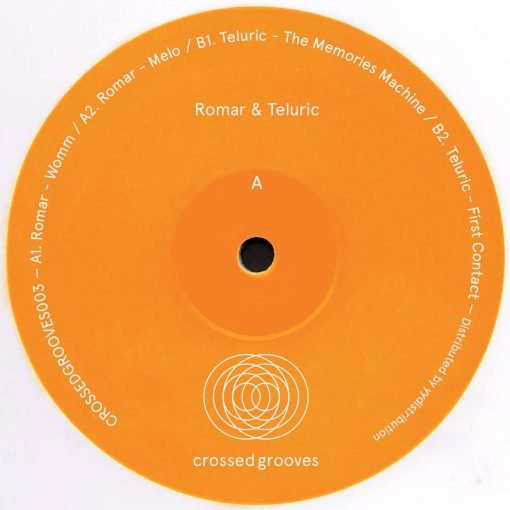 CROSSEDGROOVES003 — A1. Romar - Womm / A2. Romar - Melo / B1. Teluric - The Memories Machine / B2. Teluric - First Contact — Distributed by yydistribution
Romar & Teluric
A
crossed grooves